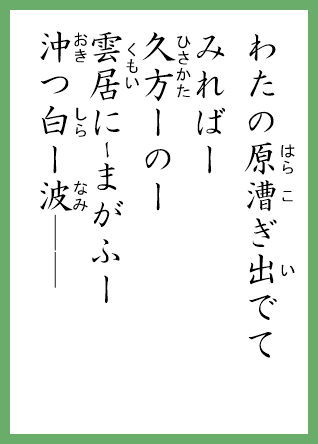 わたの原漕ぎ出でて
みればー
久方ーのー
雲居に~まがふー
沖つ白ー波———
はら こ い
ひさかた
くもい
おき しら なみ